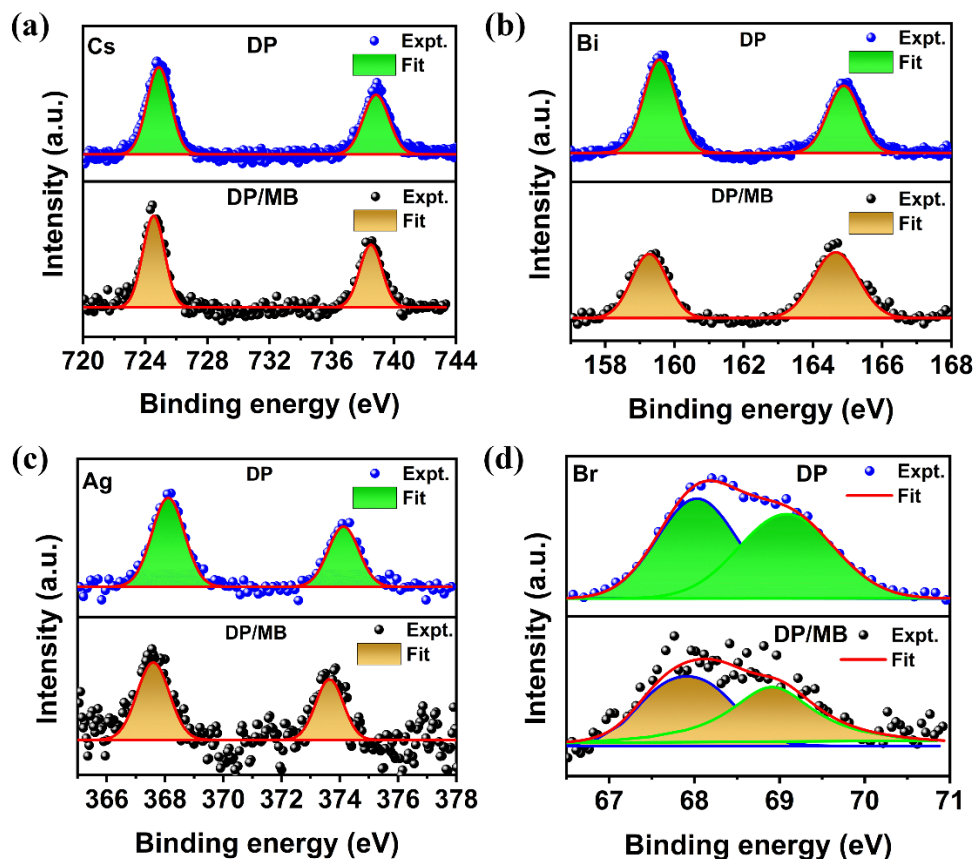 (a)
Cs
DP
Expt.
Fit
DP/MB
Expt.
Fit
Intensity (a.u.)
720 724 728 732 736 740 744
Binding energy (eV)
(b)
Bi
DP
Expt.
Fit
DP/MB
Expt.
Fit
Intensity (a.u.)
158 160 162 164 166 168
Binding energy (eV)
(c)
Ag
DP
Expt.
Fit
DP/MB
Expt.
Fit
Intensity (a.u.)
366 368 370 372 374 376 378
Binding energy (eV)
(d)
Br
DP
Expt.
Fit
DP/MB
Expt.
Fit
Intensity (a.u.)
67 68 69 70 71
Binding energy (eV)